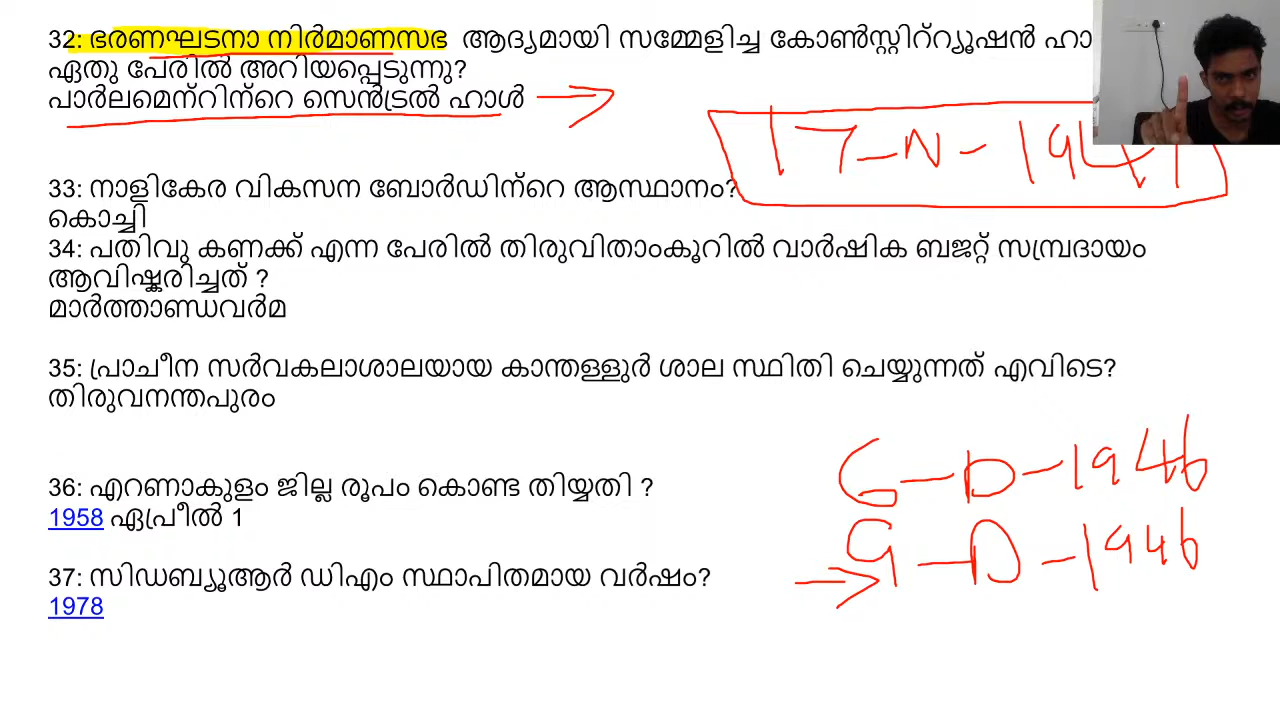 32: ഭരണഘടനാ നിർമാണസഭ ആദ്യമായി സമ്മേളിച്ച കോൺസ്റ്റിറ്റ്യൂഷൻ
ഏതു പേരിൽ അറിയപ്പെടുന്നു?
പാർലമെന്റിന്റെ സെൻട്രൽ ഹാൾ
17-N-1947
33: നാളികേര വികസന ബോർഡിന്റെ ആസ്ഥാനം?
കൊച്ചി
34: പതിവു കണക്ക് എന്ന പേരിൽ തിരുവിതാംകൂറിൽ വാർഷിക ബജറ്റ് സമ്പ്രദായം
ആവിഷ്കരിച്ചത് ?
മാർത്താണ്ഡവർമ
35: പ്രാചീന സർവകലാശാലയായ കാന്തള്ളുർ ശാല സ്ഥിതി ചെയ്യുന്നത് എവിടെ?
തിരുവനന്തപുരം
6-D-1946
36: എറണാകുളം ജില്ല രൂപം കൊണ്ട തിയ്യതി ?
1958 ഏപ്രീൽ 1
9-D-1946
37: സിഡബ്യൂആർ ഡിഎം സ്ഥാപിതമായ വർഷം?
1978